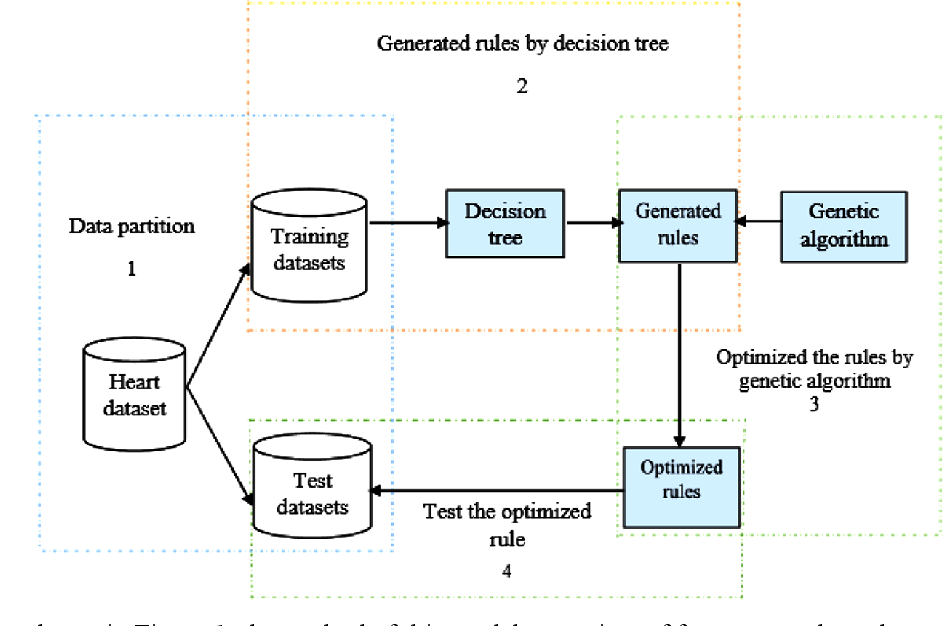 Generated rules by decision tree
2
Data partition
1
Training
datasets
Decision
tree
Generated
rules
Genetic
algorithm
Heart
dataset
Optimized the rules by
genetic algorithm
3
Test
datasets
Test the optimized
rule
4
Optimized
rules